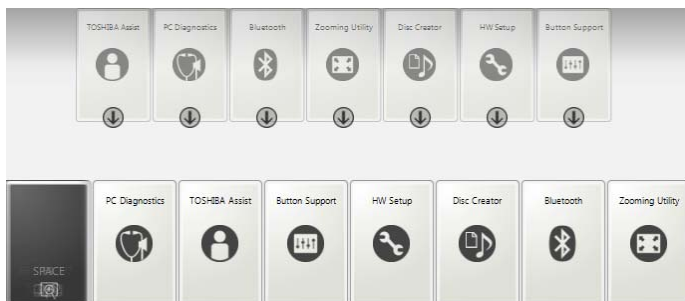 TOSHIBA Assist
PC Diagnostics
Bluetooth
Zooming Utility
Disc Creator
HW Setup
Button Support
PC Diagnostics
TOSHIBA Assist
Button Support
HW Setup
Disc Creator
Bluetooth
Zooming Utility
SPACE